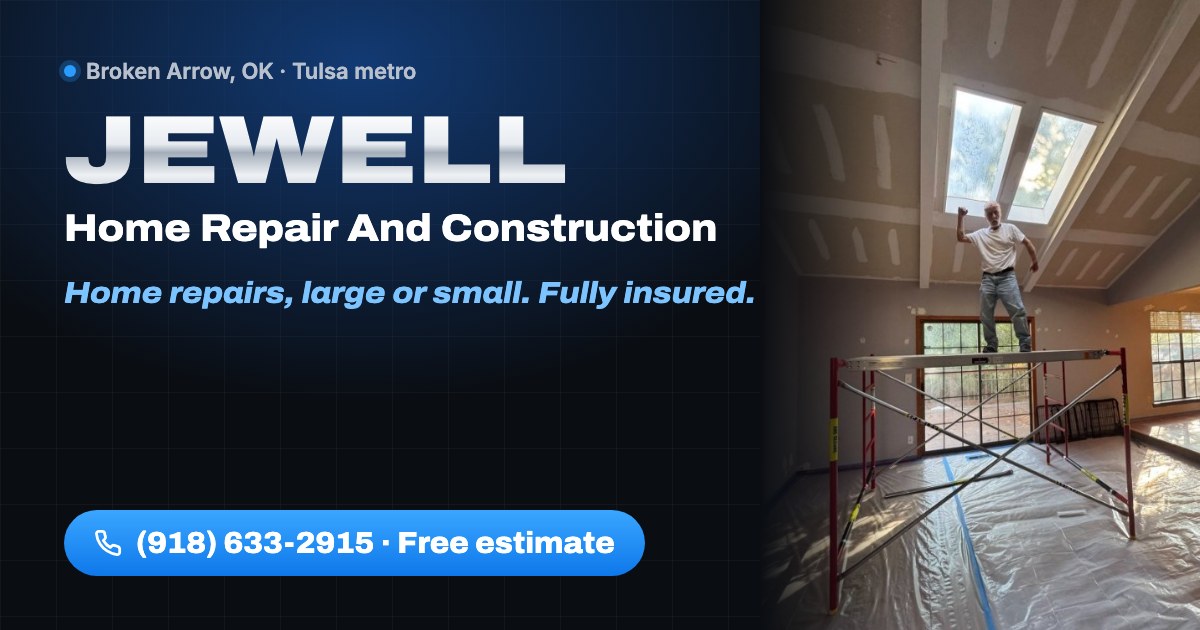 Broken Arrow, OK · Tulsa metro
JEWELL
Home Repair And Construction
Home repairs, large or small. Fully insured.
(918) 633-2915 · Free estimate